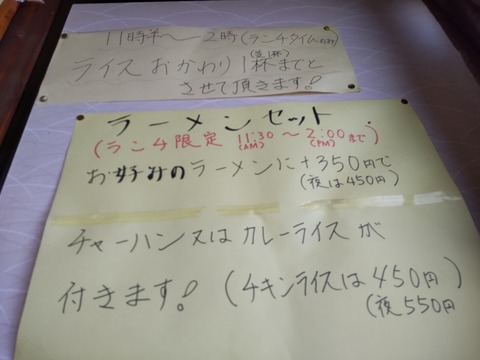 11時半～2時(ランチタイムのみ)
ライスおかわり1杯までと
させて頂きます!
ラーメンセット
(ランチ限定 11:30(AM)～2:00(PM)まで)
お好みのラーメンに+350円で
(夜は450円)
チャーハン又はカレーライスが
付きます! (チキンライスは450円)
(夜550円